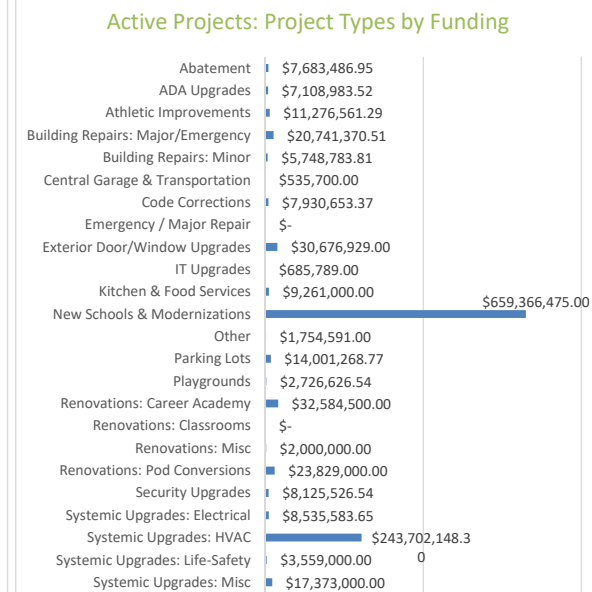 Active Projects: Project Types by Funding
Abatement $7,683,486.95
ADA Upgrades $7,108,983.52
Athletic Improvements $11,276,561.29
Building Repairs: Major/Emergency $20,741,370.51
Building Repairs: Minor $5,748,783.81
Central Garage & Transportation $535,700.00
Code Corrections $7,930,653.37
Emergency / Major Repair $-
Exterior Door/Window Upgrades $30,676,929.00
IT Upgrades $685,789.00
Kitchen & Food Services $9,261,000.00
New Schools & Modernizations $659,366,475.00
Other $1,754,591.00
Parking Lots $14,001,268.77
Playgrounds $2,726,626.54
Renovations: Career Academy $32,584,500.00
Renovations: Classrooms $-
Renovations: Misc $2,000,000.00
Renovations: Pod Conversions $23,829,000.00
Security Upgrades $8,125,526.54
Systemic Upgrades: Electrical $8,535,583.65
Systemic Upgrades: HVAC $243,702,148.3
0
Systemic Upgrades: Life-Safety $3,559,000.00
Systemic Upgrades: Misc $17,373,000.00